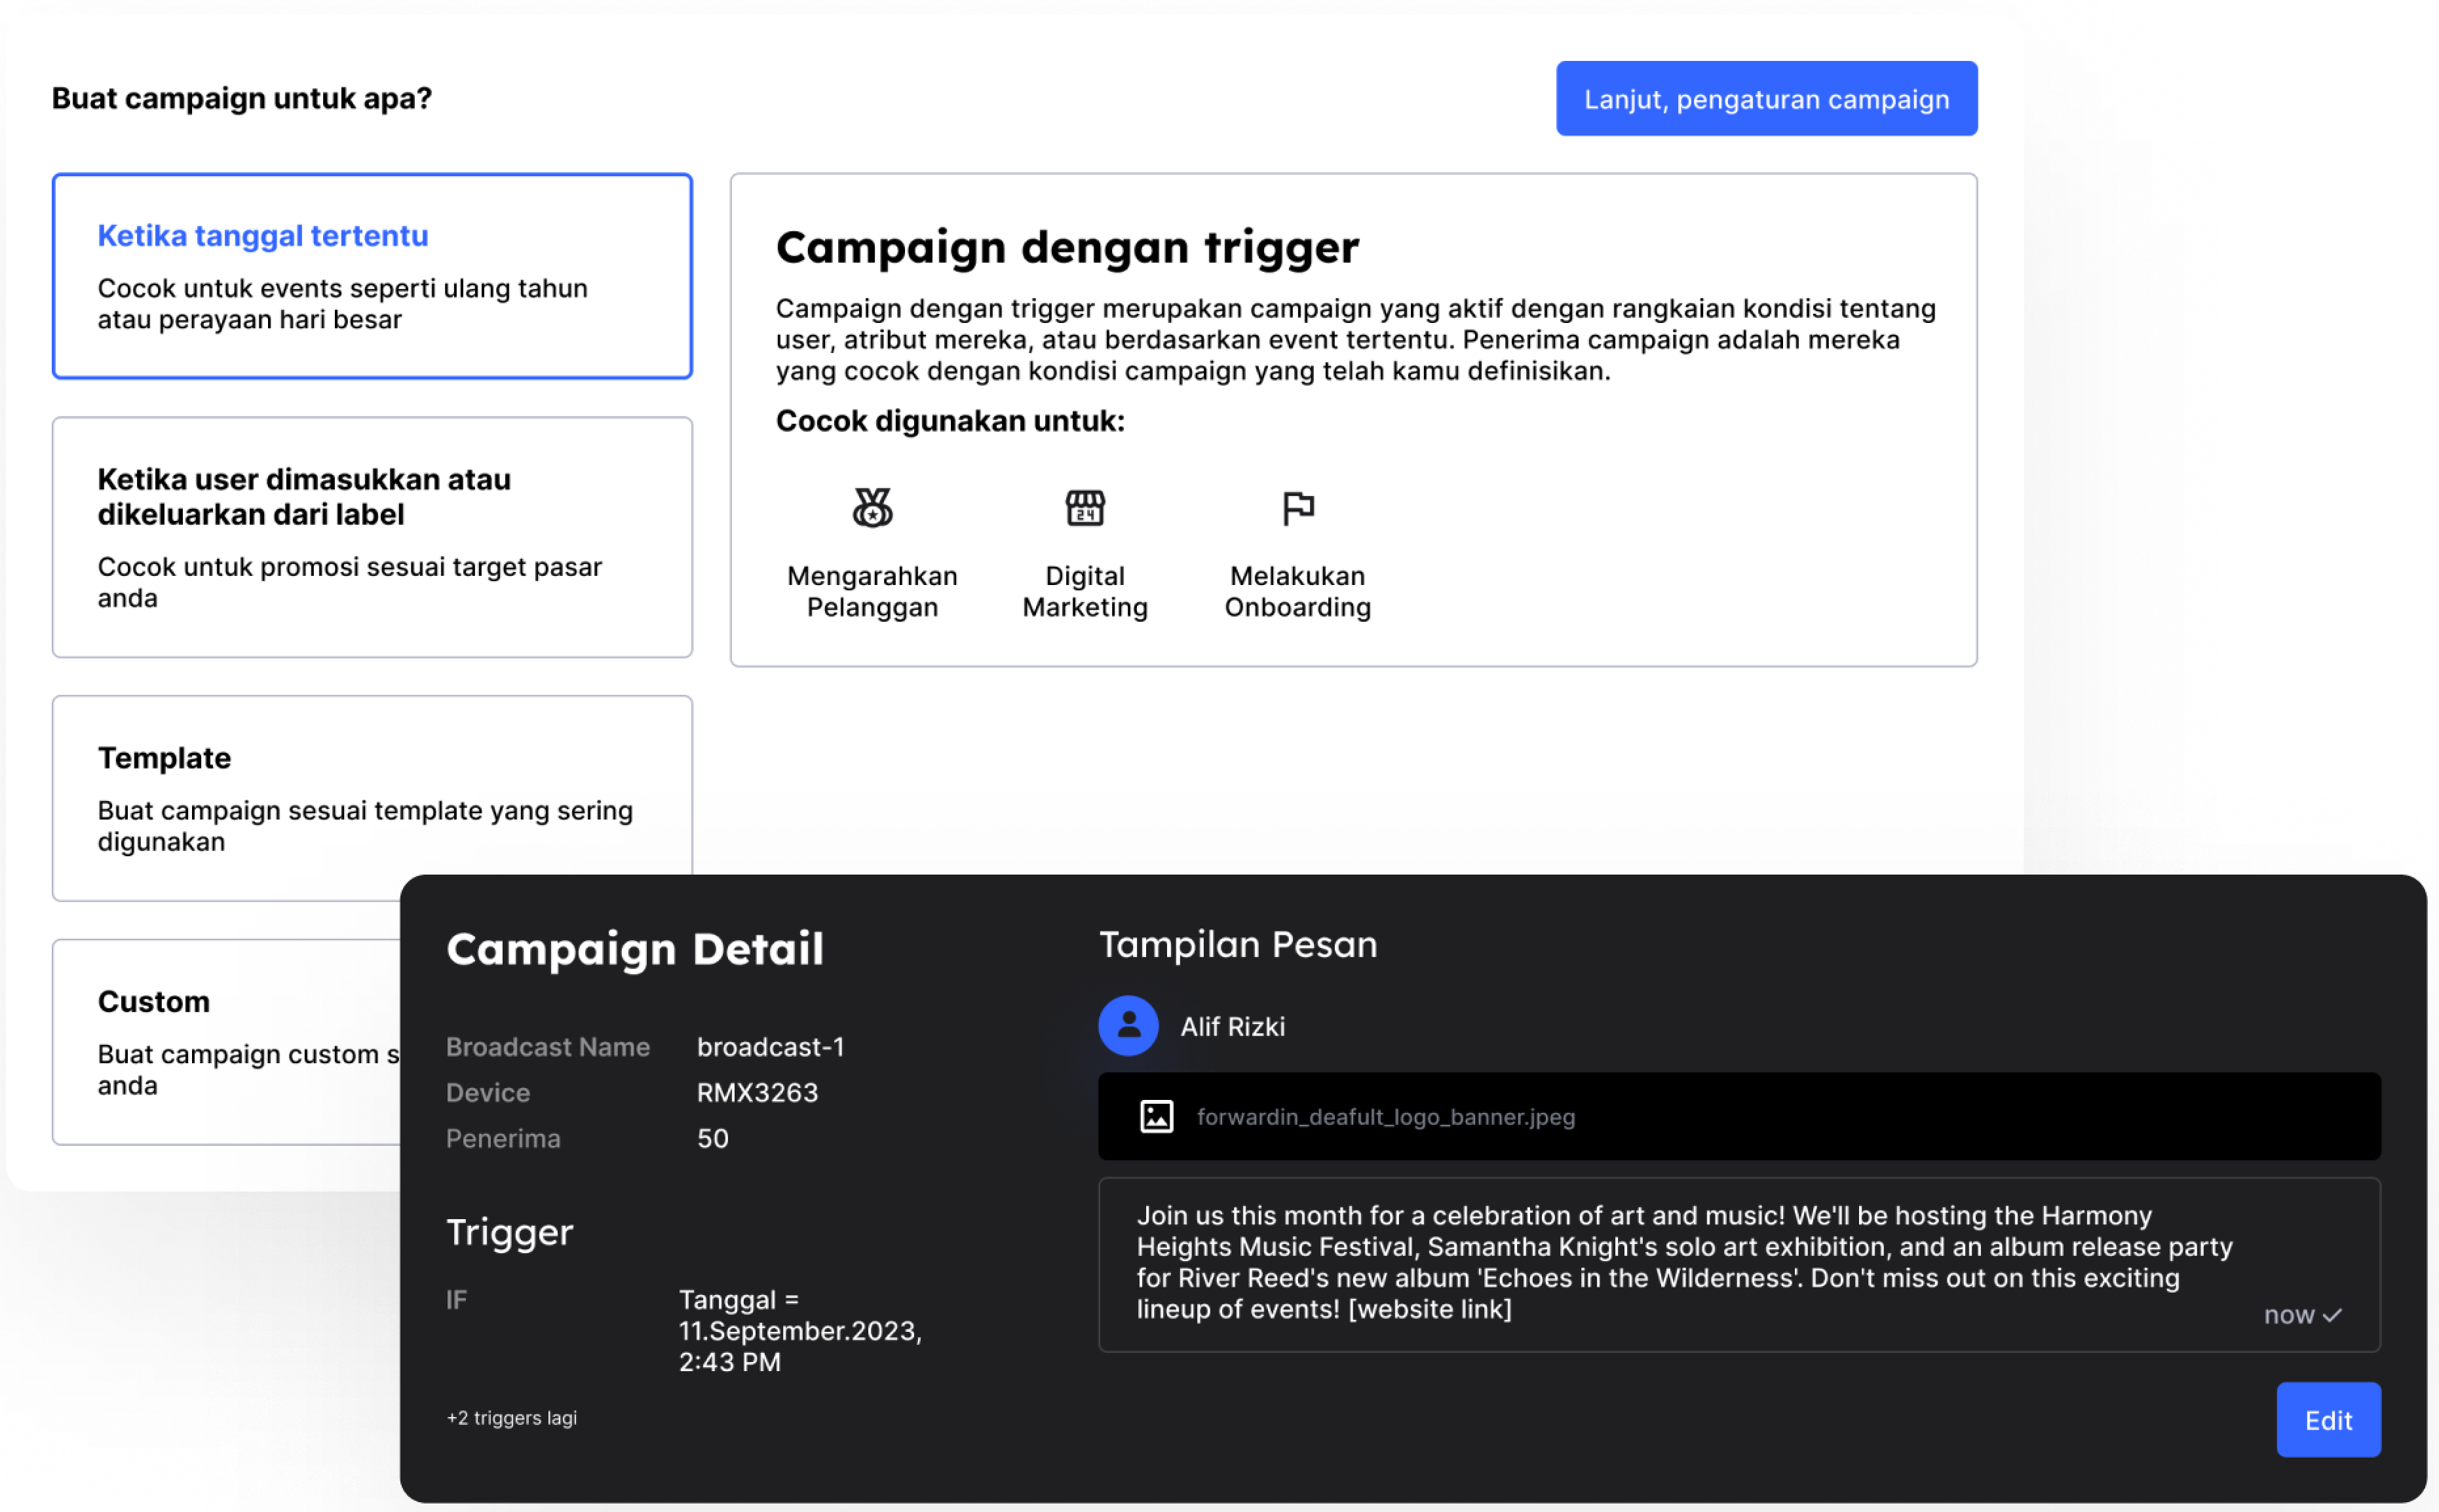 Buat campaign untuk apa?
Lanjut, pengaturan campaign
Ketika tanggal tertentu
Cocok untuk events seperti ulang tahun
atau perayaan hari besar
Ketika user dimasukkan atau
dikeluarkan dari label
Cocok untuk promosi sesuai target pasar
anda
Template
Buat campaign sesuai template yang sering
digunakan
Custom
Buat campaign custom s
anda
Campaign dengan trigger
Campaign dengan trigger merupakan campaign yang aktif dengan rangkaian kondisi tentang
user, atribut mereka, atau berdasarkan event tertentu. Penerima campaign adalah mereka
yang cocok dengan kondisi campaign yang telah kamu definisikan.
Cocok digunakan untuk:
24
Mengarahkan
Pelanggan
Digital
Marketing
Melakukan
Onboarding
Campaign Detail
Broadcast Name broadcast-1
Device RMX3263
Penerima 50
Trigger
IF Tanggal =
11.September.2023,
2:43 PM
+2 triggers lagi
Tampilan Pesan
Alif Rizki
forwardin_deafult_logo_banner.jpeg
Join us this month for a celebration of art and music! We'll be hosting the Harmony
Heights Music Festival, Samantha Knight's solo art exhibition, and an album release party
for River Reed's new album 'Echoes in the Wilderness'. Don't miss out on this exciting
lineup of events! [website link]
now
Edit